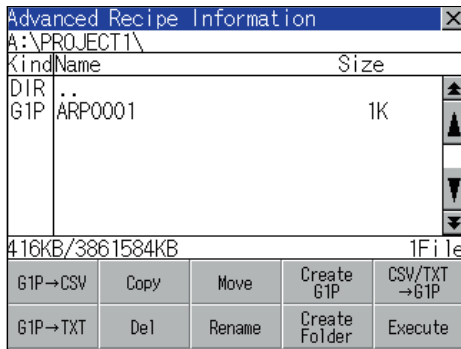 Advanced Recipe Information
A:\PROJECT1\
Kind Name Size
DIR ..
G1P ARP0001 1K
416KB/3861584KB 1File
G1P→CSV Copy Move Create G1P CSV/TXT →G1P
G1P→TXT Del Rename Create Folder Execute